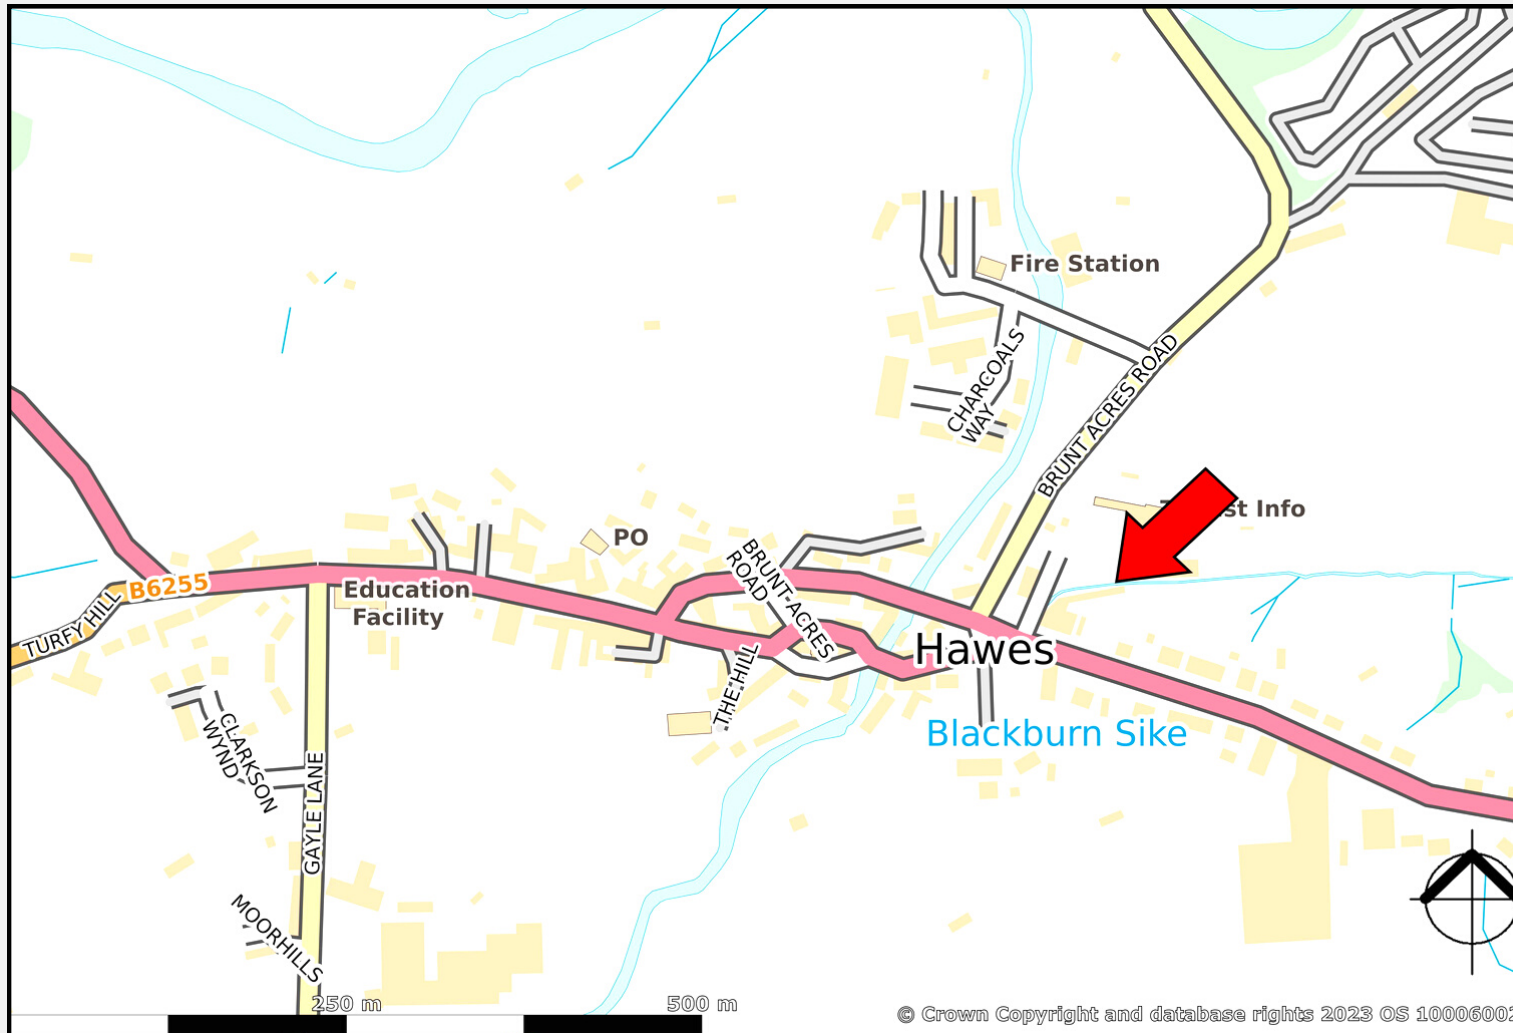 Fire Station
CHARCOALS
WAY
BRUNT ACRES ROAD
st Info
PO
BRUNT ACRES
ROAD
B6255
Education
Facility
TURFY HILL
Hawes
THE HILL
Blackburn Sike
CLARKSON
WYND
GAYLE LANE
MOORHILLS
250 m
500 m
© Crown Copyright and database rights 2023 OS 10006002